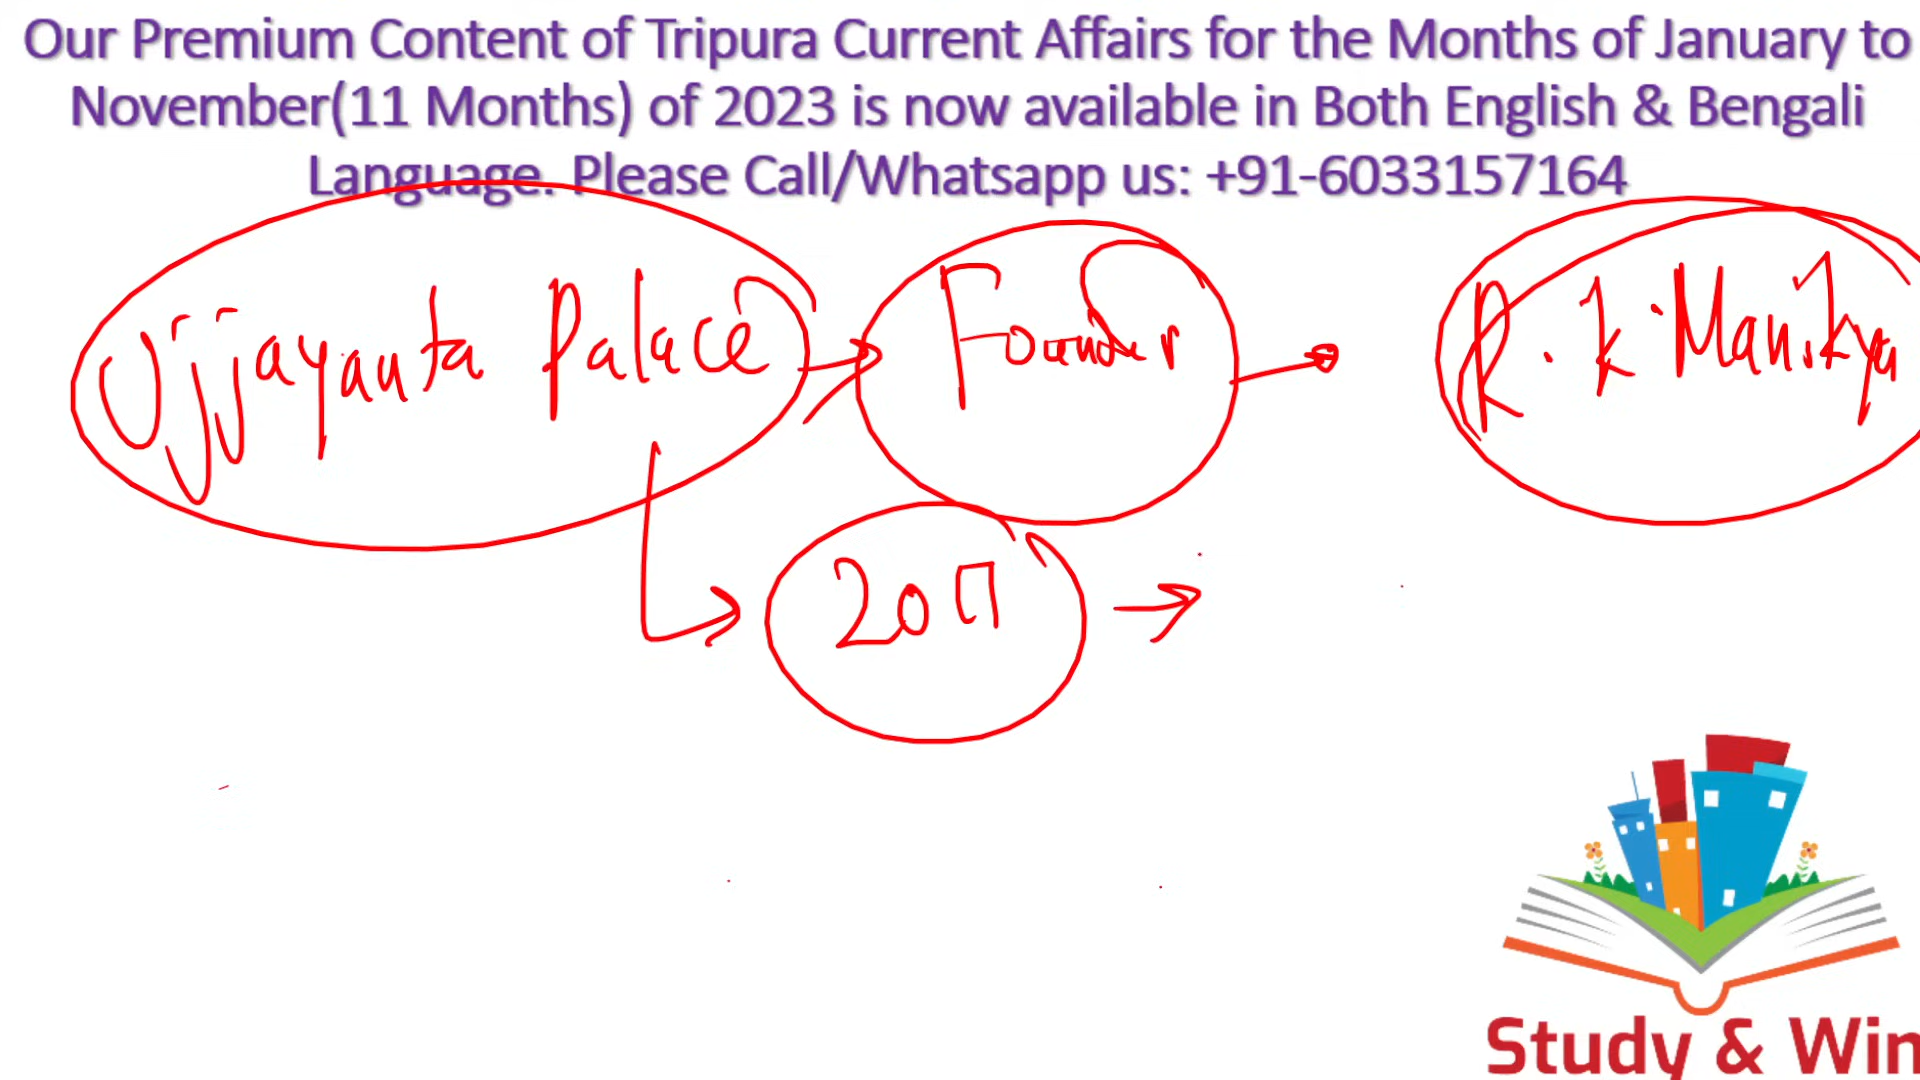 Our Premium Content of Tripura Current Affairs for the Months of January to
November(11 Months) of 2023 is now available in Both English & Bengali
Language. Please Call/Whatsapp us: +91-6033157164
Ujjayanta Palace Founder R. K. Manikya
2017
Study & Win